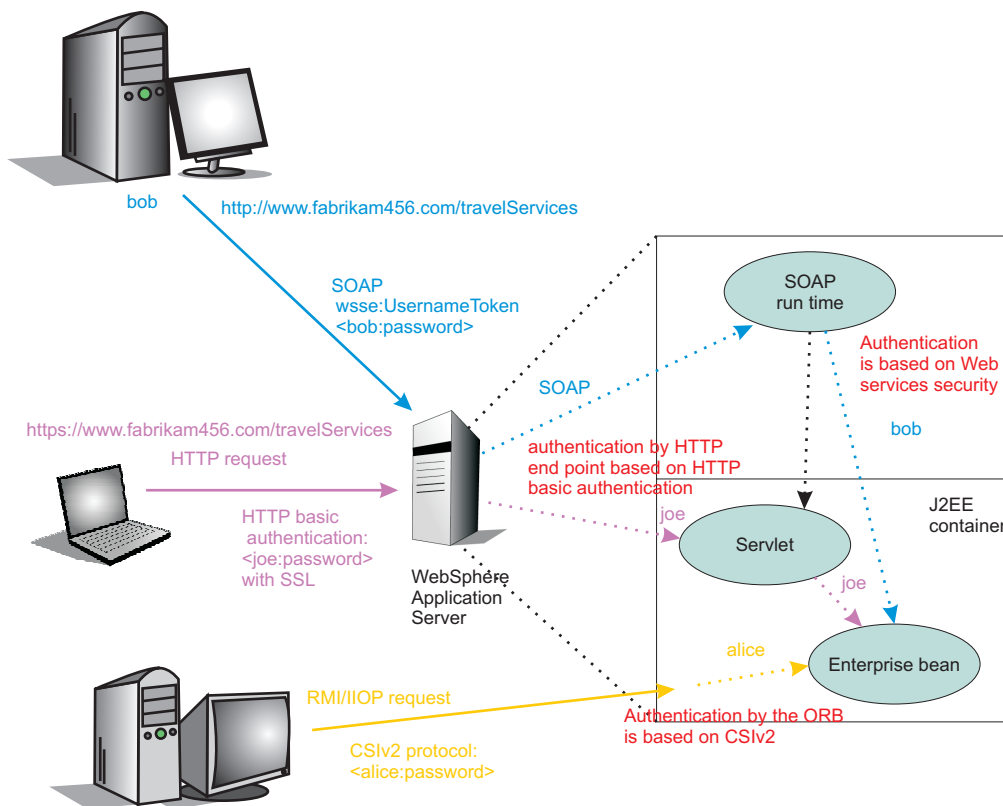 bob
http://www.fabrikam456.com/travelServices
SOAP
wsse:UsernameToken
<bob:password>
SOAP
run time
Authentication
is based on Web
services security
SOAP
bob
https://www.fabrikam456.com/travelServices
HTTP request
authentication by HTTP
end point based on HTTP
basic authentication
HTTP basic
authentication:
<joe:password>
with SSL
joe
J2EE
container
Servlet
WebSphere
Application
Server
joe
alice
Enterprise bean
RMI/IIOP request
Authentication by the ORB
is based on CSIv2
CSIv2 protocol:
<alice:password>